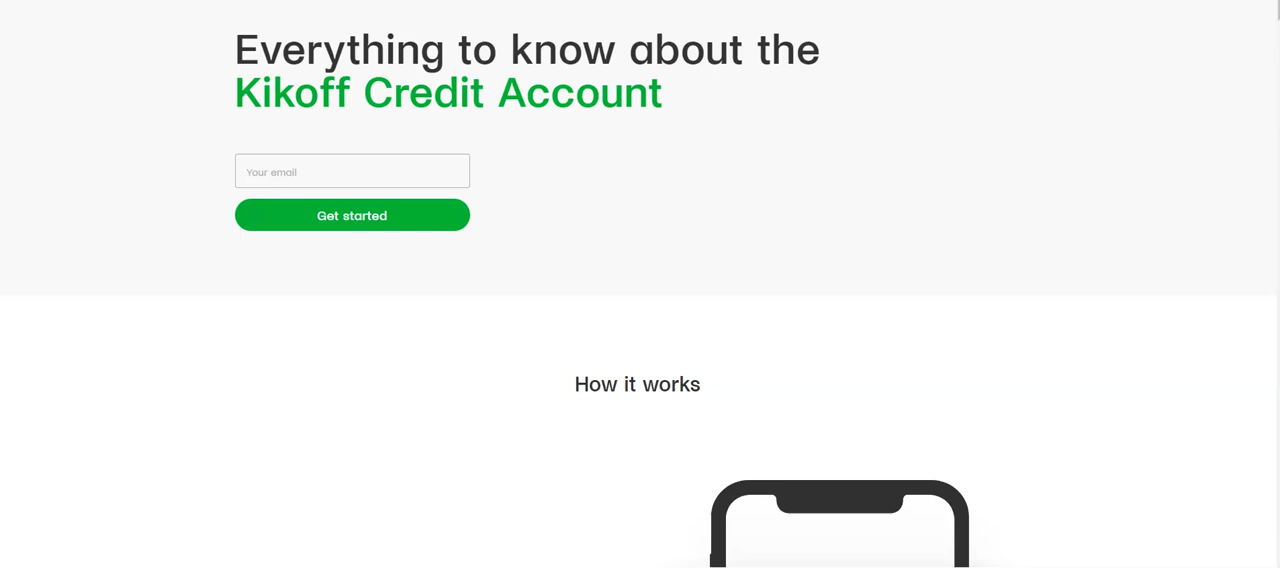 Everything to know about the
Kikoff Credit Account
Your email
Get started
How it works